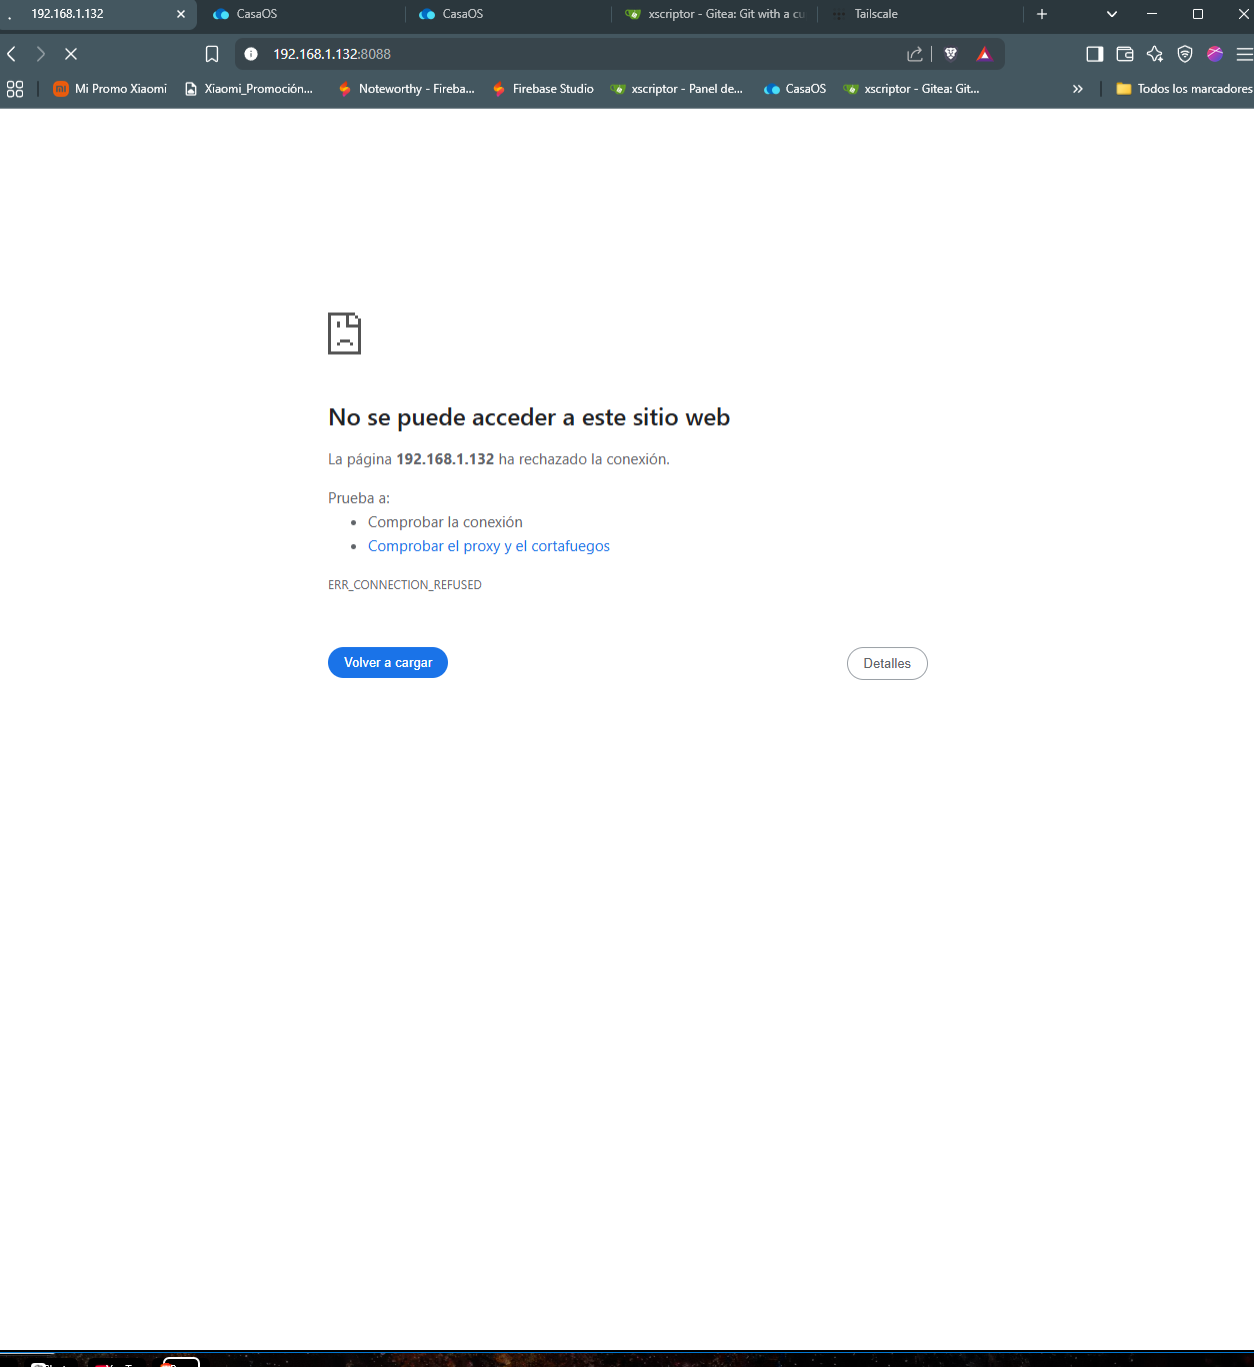 192.168.1.132
CasaOS
CasaOS
xscriptor - Gitea: Git with a cu
Tailscale
192.168.1.132:8088
Mi Promo Xiaomi
Xiaomi_Promoción...
Noteworthy - Fireba...
Firebase Studio
xscriptor - Panel de...
CasaOS
xscriptor - Gitea: Git...
Todos los marcadores
No se puede acceder a este sitio web
La página 192.168.1.132 ha rechazado la conexión.
Prueba a:
• Comprobar la conexión
• Comprobar el proxy y el cortafuegos
ERR_CONNECTION_REFUSED
Volver a cargar
Detalles